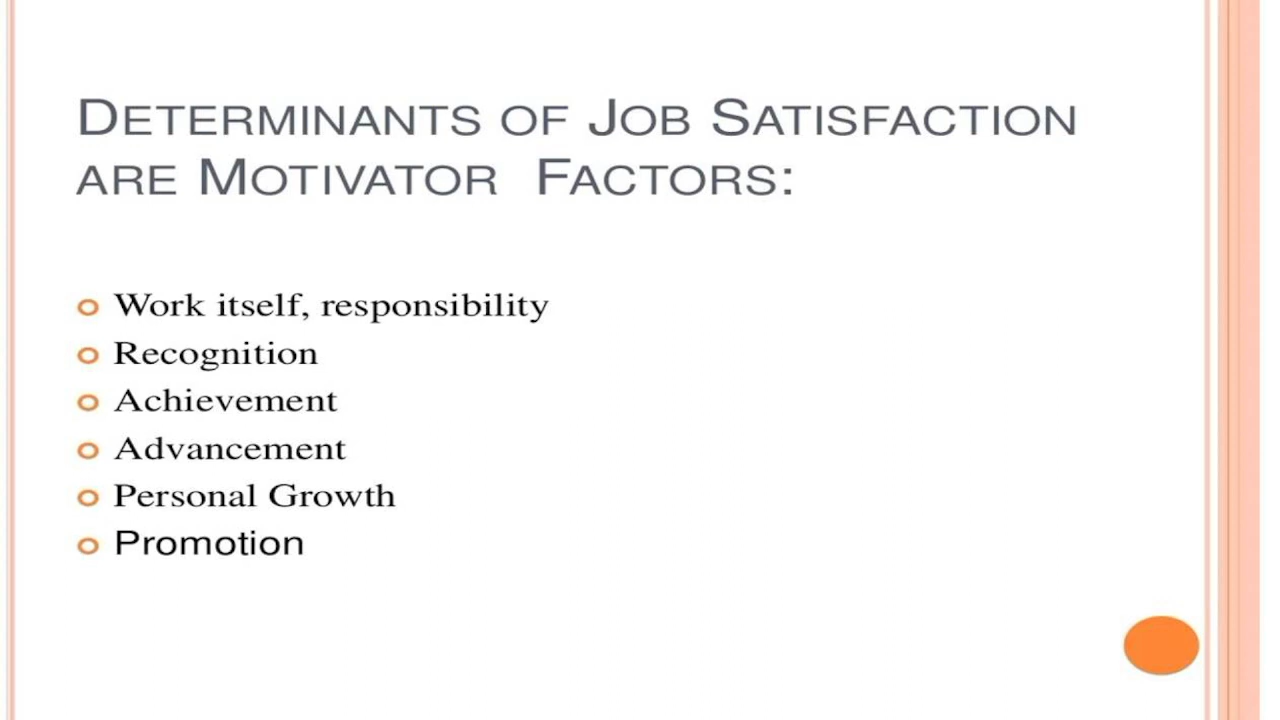 DETERMINANTS OF JOB SATISFACTION
ARE MOTIVATOR FACTORS:
Work itself, responsibility
Recognition
Achievement
Advancement
Personal Growth
Promotion